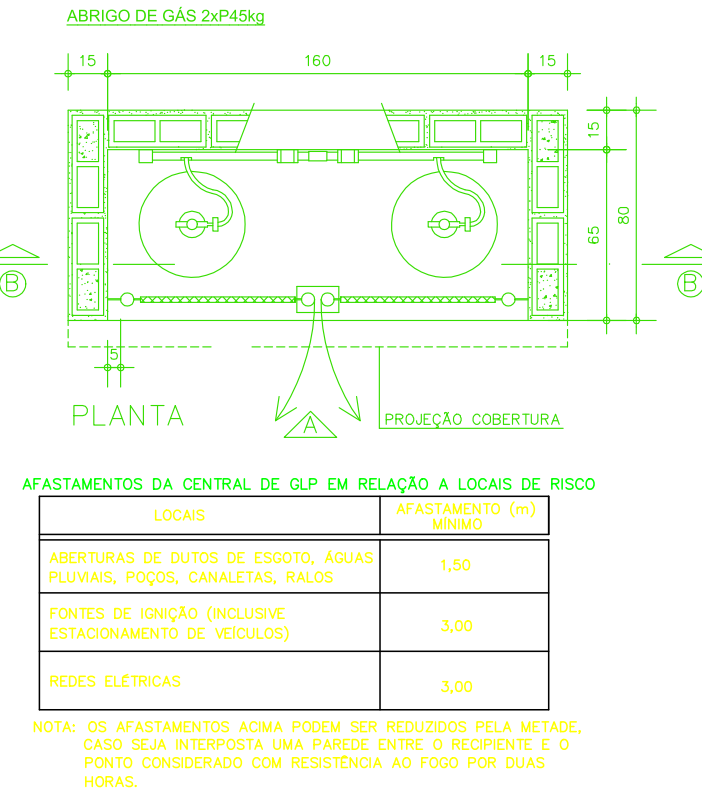 ABRIGO DE GÁS 2xP45kg
15
160
15
15
65
80
B
B
5
PLANTA
A
PROJEÇÃO COBERTURA
AFASTAMENTOS DA CENTRAL DE GLP EM RELAÇÃO A LOCAIS DE RISCO
LOCAIS
AFASTAMENTO (m)
MÍNIMO
ABERTURAS DE DUTOS DE ESGOTO, ÁGUAS
PLUVIAIS, POÇOS, CANALETAS, RALOS
1,50
FONTES DE IGNIÇÃO (INCLUSIVE
ESTACIONAMENTO DE VEÍCULOS)
3,00
REDES ELÉTRICAS
3,00
NOTA: OS AFASTAMENTOS ACIMA PODEM SER REDUZIDOS PELA METADE,
CASO SEJA INTERPOSTA UMA PAREDE ENTRE O RECIPIENTE E O
PONTO CONSIDERADO COM RESISTÊNCIA AO FOGO POR DUAS
HORAS.